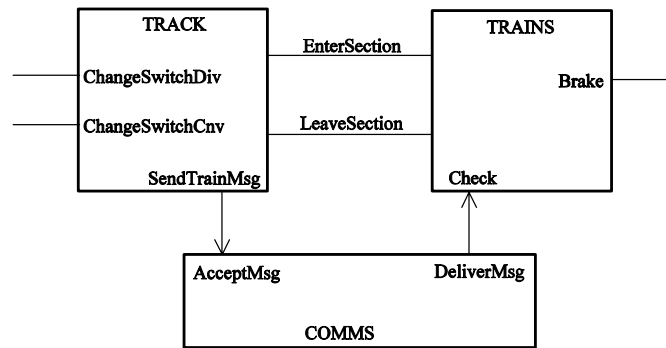 TRACK
TRAINS
EnterSection
ChangeSwitchDiv
Brake
ChangeSwitchCnv
LeaveSection
SendTrainMsg
Check
AcceptMsg
DeliverMsg
COMMS